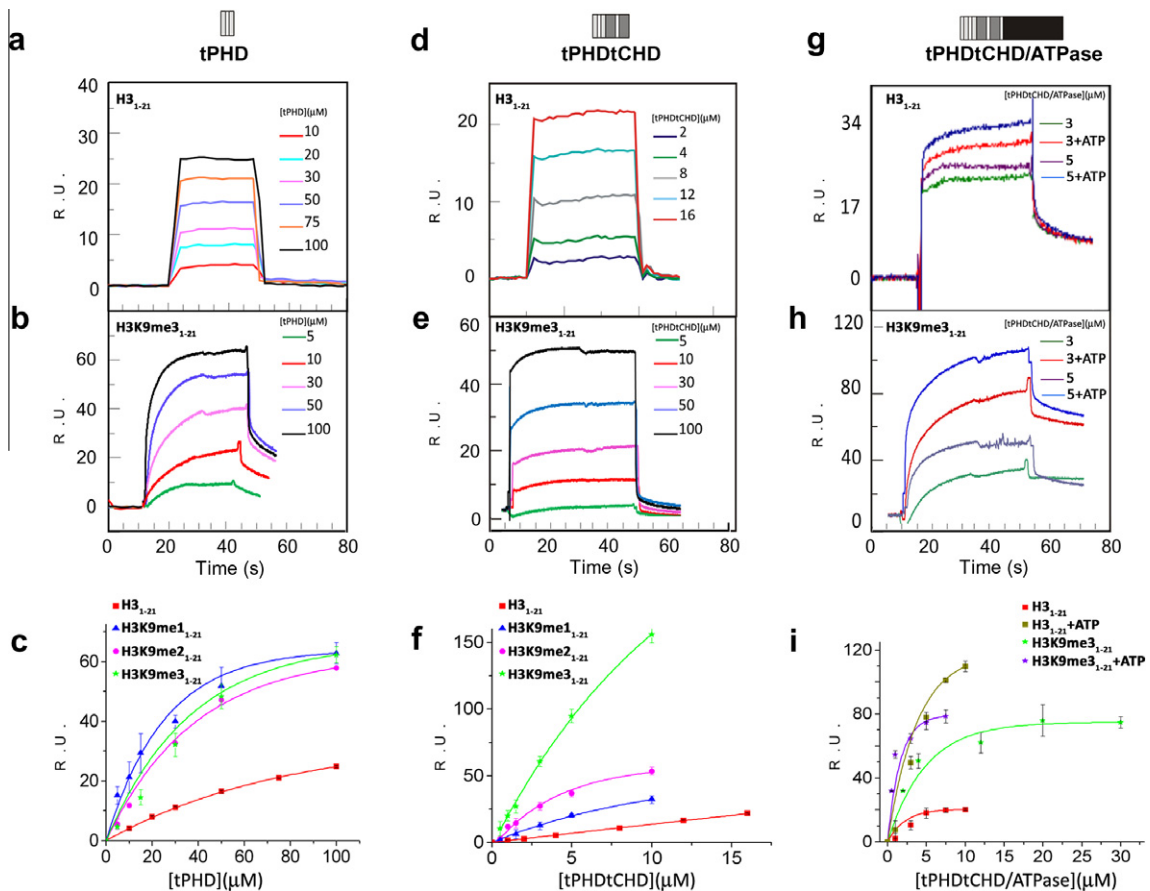 a
tPHD
H3₁₋₂₁
[tPHD](μM)
10
20
30
50
75
100
R.U.
40
30
20
10
0
b
H3K9me3₁₋₂₁
[tPHD](μM)
5
10
30
50
100
R.U.
60
40
20
0
0 20 40 60 80
Time (s)
c
H3₁₋₂₁
H3K9me1₁₋₂₁
H3K9me2₁₋₂₁
H3K9me3₁₋₂₁
R.U.
60
40
20
0
0 20 40 60 80 100
[tPHD](μM)
d
tPHDtCHD
H3₁₋₂₁
[tPHDtCHD](μM)
2
4
8
12
16
R.U.
20
10
0
e
H3K9me3₁₋₂₁
[tPHDtCHD](μM)
5
10
30
50
100
R.U.
60
50
40
30
20
10
0
0 20 40 60 80
Time (s)
f
H3₁₋₂₁
H3K9me1₁₋₂₁
H3K9me2₁₋₂₁
H3K9me3₁₋₂₁
R.U.
150
100
50
0
0 5 10 15
[tPHDtCHD](μM)
g
tPHDtCHD/ATPase
H3₁₋₂₁
[tPHDtCHD/ATPase](μM)
3
3+ATP
5
5+ATP
R.U.
34
17
0
h
H3K9me3₁₋₂₁
[tPHDtCHD/ATPase](μM)
3
3+ATP
5
5+ATP
R.U.
120
80
40
0
0 20 40 60 80
Time (s)
i
H3₁₋₂₁
H3₁₋₂₁+ATP
H3K9me3₁₋₂₁
H3K9me3₁₋₂₁+ATP
R.U.
120
80
40
0
0 5 10 15 20 25 30
[tPHDtCHD/ATPase](μM)